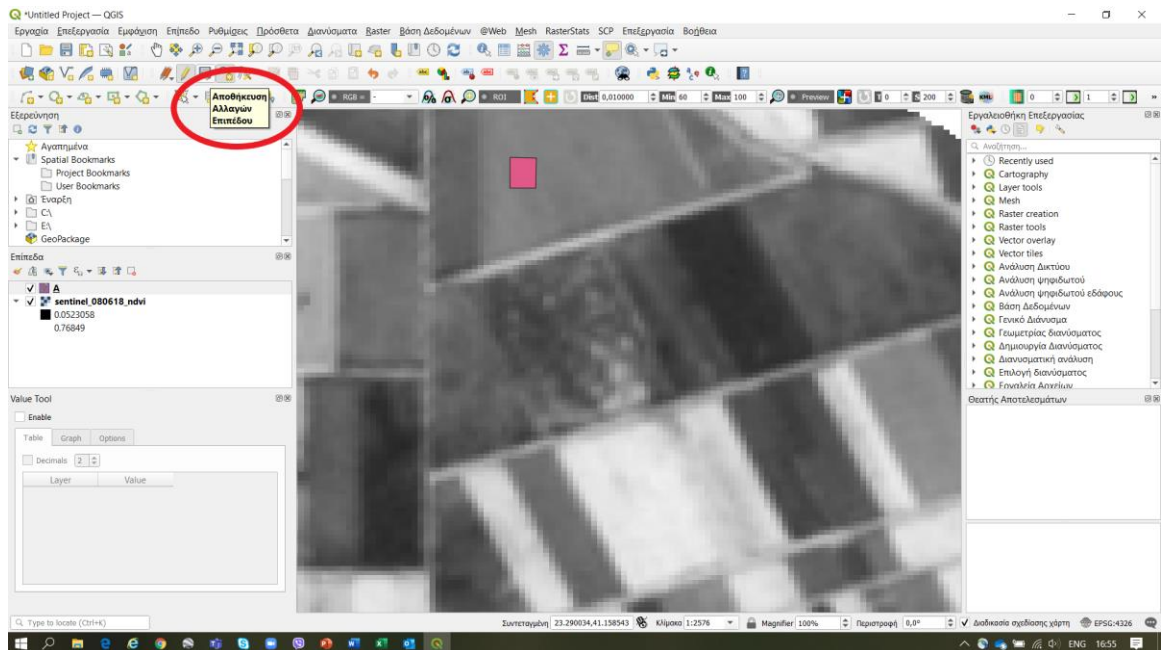 *Untitled Project — QGIS
Εργασία Επεξεργασία Εμφάνιση Επίπεδο Ρυθμίσεις Πρόσθετα Διανύσματα Raster Βάση Δεδομένων @Web Mesh RasterStats SCP Επεξεργασία Βοήθεια
RGB = - ROI Dist 0,010000 Min 60 Max 100 Preview T 0 S 200 0 1 »
Αποθήκευση
Αλλαγών
Επιπέδου
Εξερεύνηση
Αγαπημένα
Spatial Bookmarks
Project Bookmarks
User Bookmarks
Έναρξη
C:\
E:\
GeoPackage
Επίπεδα
A
sentinel_080618_ndvi
0.0523058
0.76849
Value Tool
Enable
Table Graph Options
Decimals 2
Layer Value
Εργαλειοθήκη Επεξεργασίας
Αναζήτηση...
Recently used
Cartography
Layer tools
Mesh
Raster creation
Raster tools
Vector overlay
Vector tiles
Ανάλυση Δικτύου
Ανάλυση ψηφιδωτού
Ανάλυση ψηφιδωτού εδάφους
Βάση Δεδομένων
Γενικό Διάνυσμα
Γεωμετρίας διανύσματος
Δημιουργία Διανύσματος
Διανυσματική ανάλυση
Επιλογή διανύσματος
Εργαλεία Αρχείων
Θεατής Αποτελεσμάτων
Type to locate (Ctrl+K) Συντεταγμένη 23.290034,41.158543 Κλίμακα 1:2576 Magnifier 100% Περιστροφή 0,0° Διαδικασία σχεδίασης χάρτη EPSG:4326
ENG 16:55